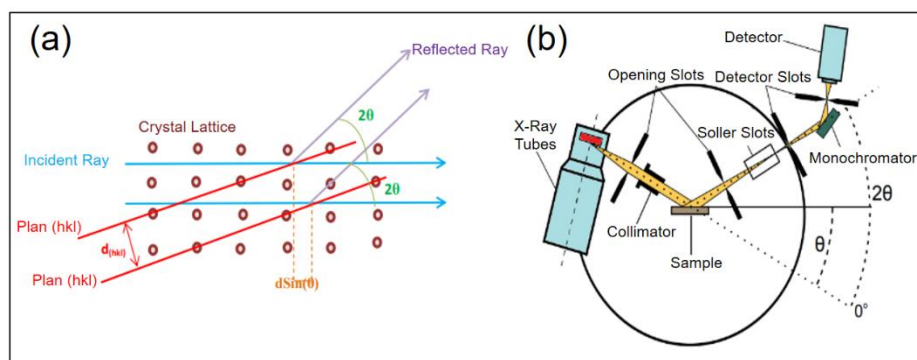 (a)
Reflected Ray
2θ
Crystal Lattice
Incident Ray
2θ
Plan (hkl)
d(hkl)
Plan (hkl)
dSin(θ)
(b)
Detector
Opening Slots
Detector Slots
X-Ray
Tubes
Soller Slots
Monochromator
2θ
Collimator
θ
Sample
0°